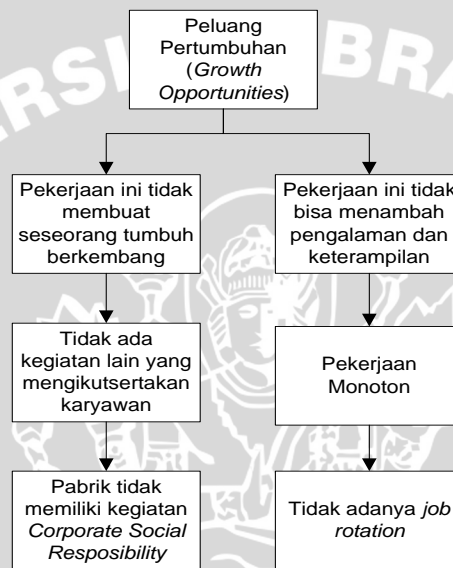 Peluang
Pertumbuhan
(Growth
Opportunities)
Pekerjaan ini tidak
membuat
seseorang tumbuh
berkembang
Pekerjaan ini tidak
bisa menambah
pengalaman dan
keterampilan
Tidak ada
kegiatan lain yang
mengikutsertakan
karyawan
Pekerjaan
Monoton
Pabrik tidak
memiliki kegiatan
Corporate Social
Resposibility
Tidak adanya job
rotation